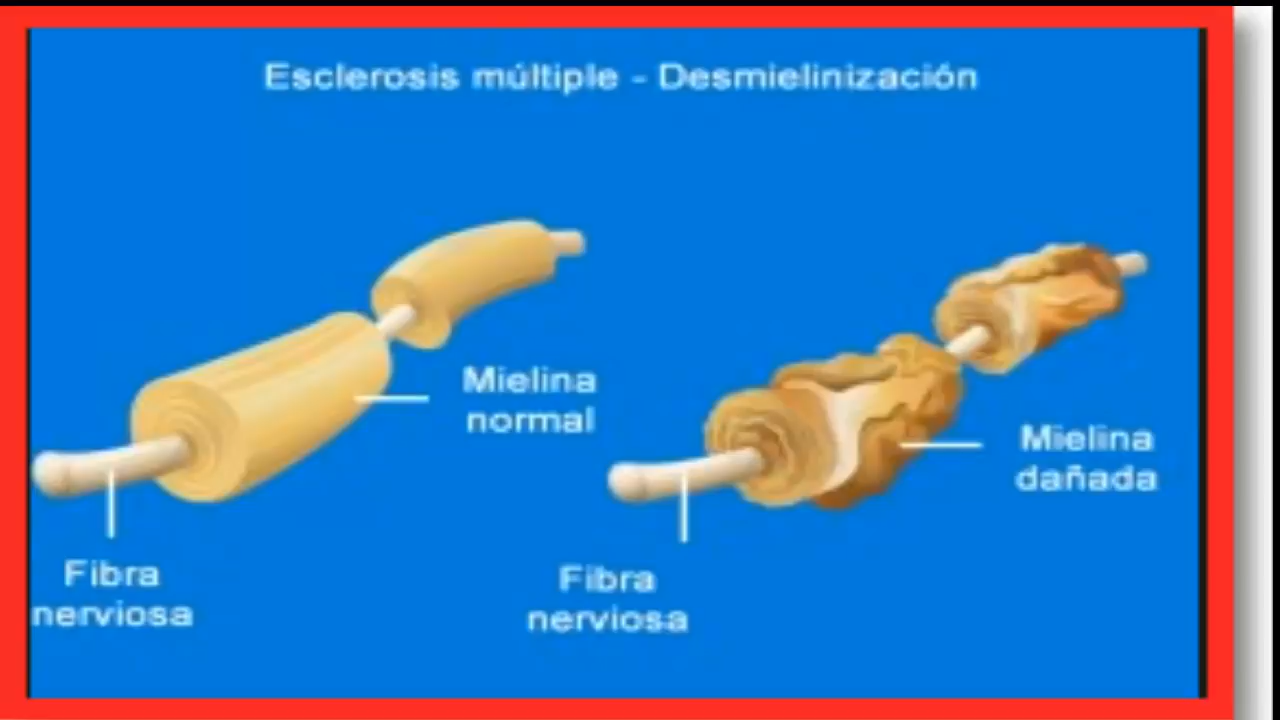 Esclerosis múltiple - Desmielinización
Mielina
normal
Mielina
dañada
Fibra
nerviosa
Fibra
nerviosa